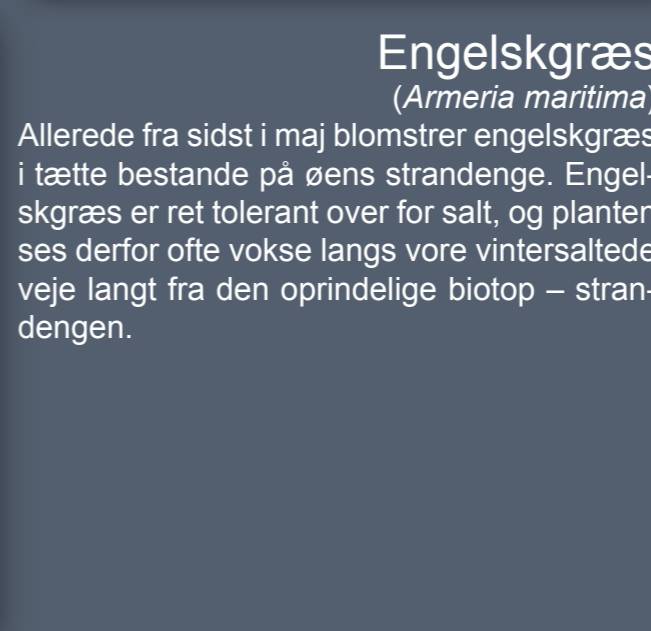 Engelskgræs
(Armeria maritima)
Allerede fra sidst i maj blomstrer engelskgræs
i tætte bestande på øens strandenge. Engel-
skgræs er ret tolerant over for salt, og planten
ses derfor ofte vokse langs vore vintersaltede
veje langt fra den oprindelige biotop – stran-
dengen.